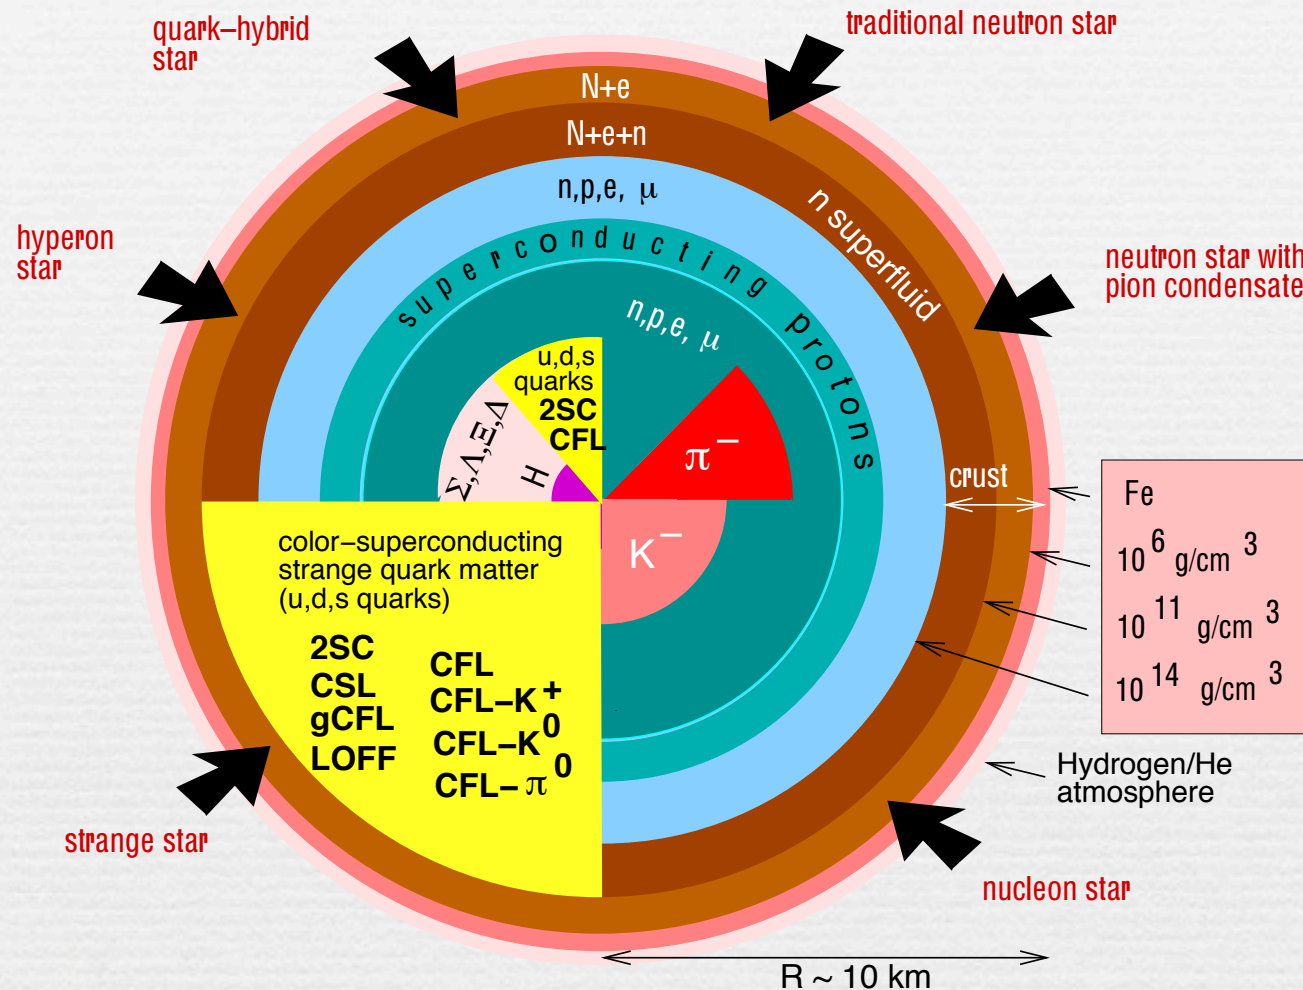 quark–hybrid
star
traditional neutron star
N+e
N+e+n
n,p,e, μ
n superfluid
hyperon
star
neutron star with
pion condensate
superconducting protons
n,p,e, μ
u,d,s
quarks
2SC
CFL
Σ,Λ,Ξ,Δ
H
π⁻
K⁻
crust
Fe
10⁶ g/cm³
10¹¹ g/cm³
10¹⁴ g/cm³
color–superconducting
strange quark matter
(u,d,s quarks)
2SC
CSL
gCFL
LOFF
CFL
CFL–K⁺
CFL–K⁰
CFL–π⁰
Hydrogen/He
atmosphere
strange star
nucleon star
R ~ 10 km